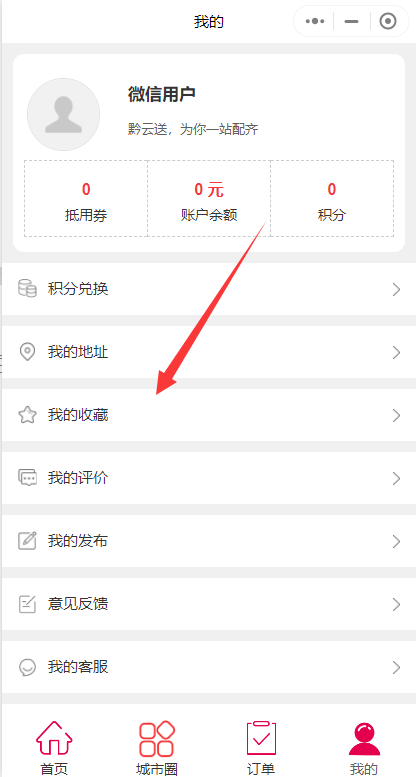 我的
微信用户
黔云送，为你一站配齐
0 0 元 0
抵用券 账户余额 积分
积分兑换
我的地址
我的收藏
我的评价
我的发布
意见反馈
我的客服
首页 城市圈 订单 我的